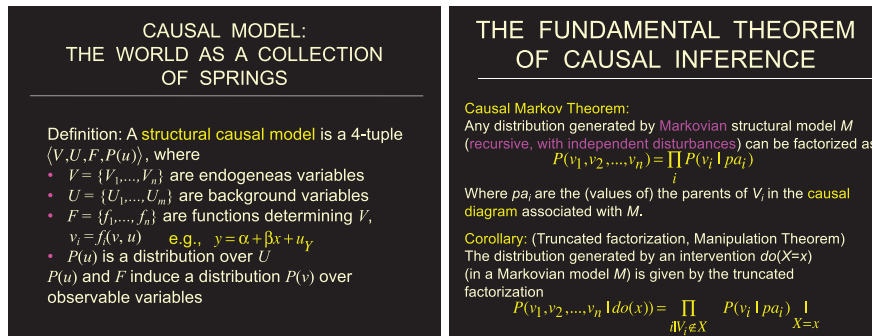 CAUSAL MODEL:
THE WORLD AS A COLLECTION
OF SPRINGS
Definition: A structural causal model is a 4-tuple
⟨V,U,F,P(u)⟩, where
• V = {V₁,...,Vₙ} are endogeneas variables
• U = {U₁,...,Uₘ} are background variables
• F = {f₁,..., fₙ} are functions determining V,
vᵢ = fᵢ(v, u) e.g., y = α + βx + u_Y
• P(u) is a distribution over U
P(u) and F induce a distribution P(v) over
observable variables
THE FUNDAMENTAL THEOREM
OF CAUSAL INFERENCE
Causal Markov Theorem:
Any distribution generated by Markovian structural model M
(recursive, with independent disturbances) can be factorized as
P(v₁,v₂,...,vₙ) = ∏ᵢ P(vᵢ | paᵢ)
Where paᵢ are the (values of) the parents of Vᵢ in the causal
diagram associated with M.
Corollary: (Truncated factorization, Manipulation Theorem)
The distribution generated by an intervention do(X=x)
(in a Markovian model M) is given by the truncated
factorization
P(v₁,v₂,...,vₙ | do(x)) = ∏_{i|Vᵢ∉X} P(vᵢ | paᵢ) |_{X=x}